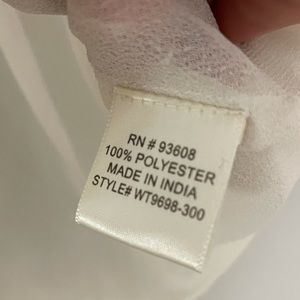 RN # 93608
100% POLYESTER
MADE IN INDIA
STYLE# WT9698-300